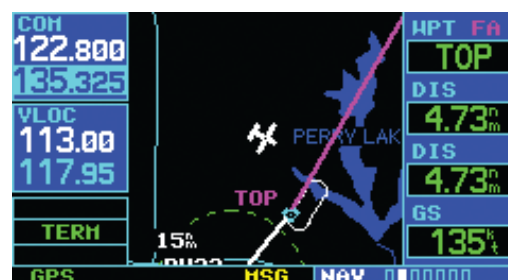 COM
122.800
135.325
VLOC
113.00
117.95
TERM
GPS
PERRY LAK
TOP
15nm
MSG
NAV
WPT FA
TOP
DIS
4.73nm
DIS
4.73nm
GS
135kt